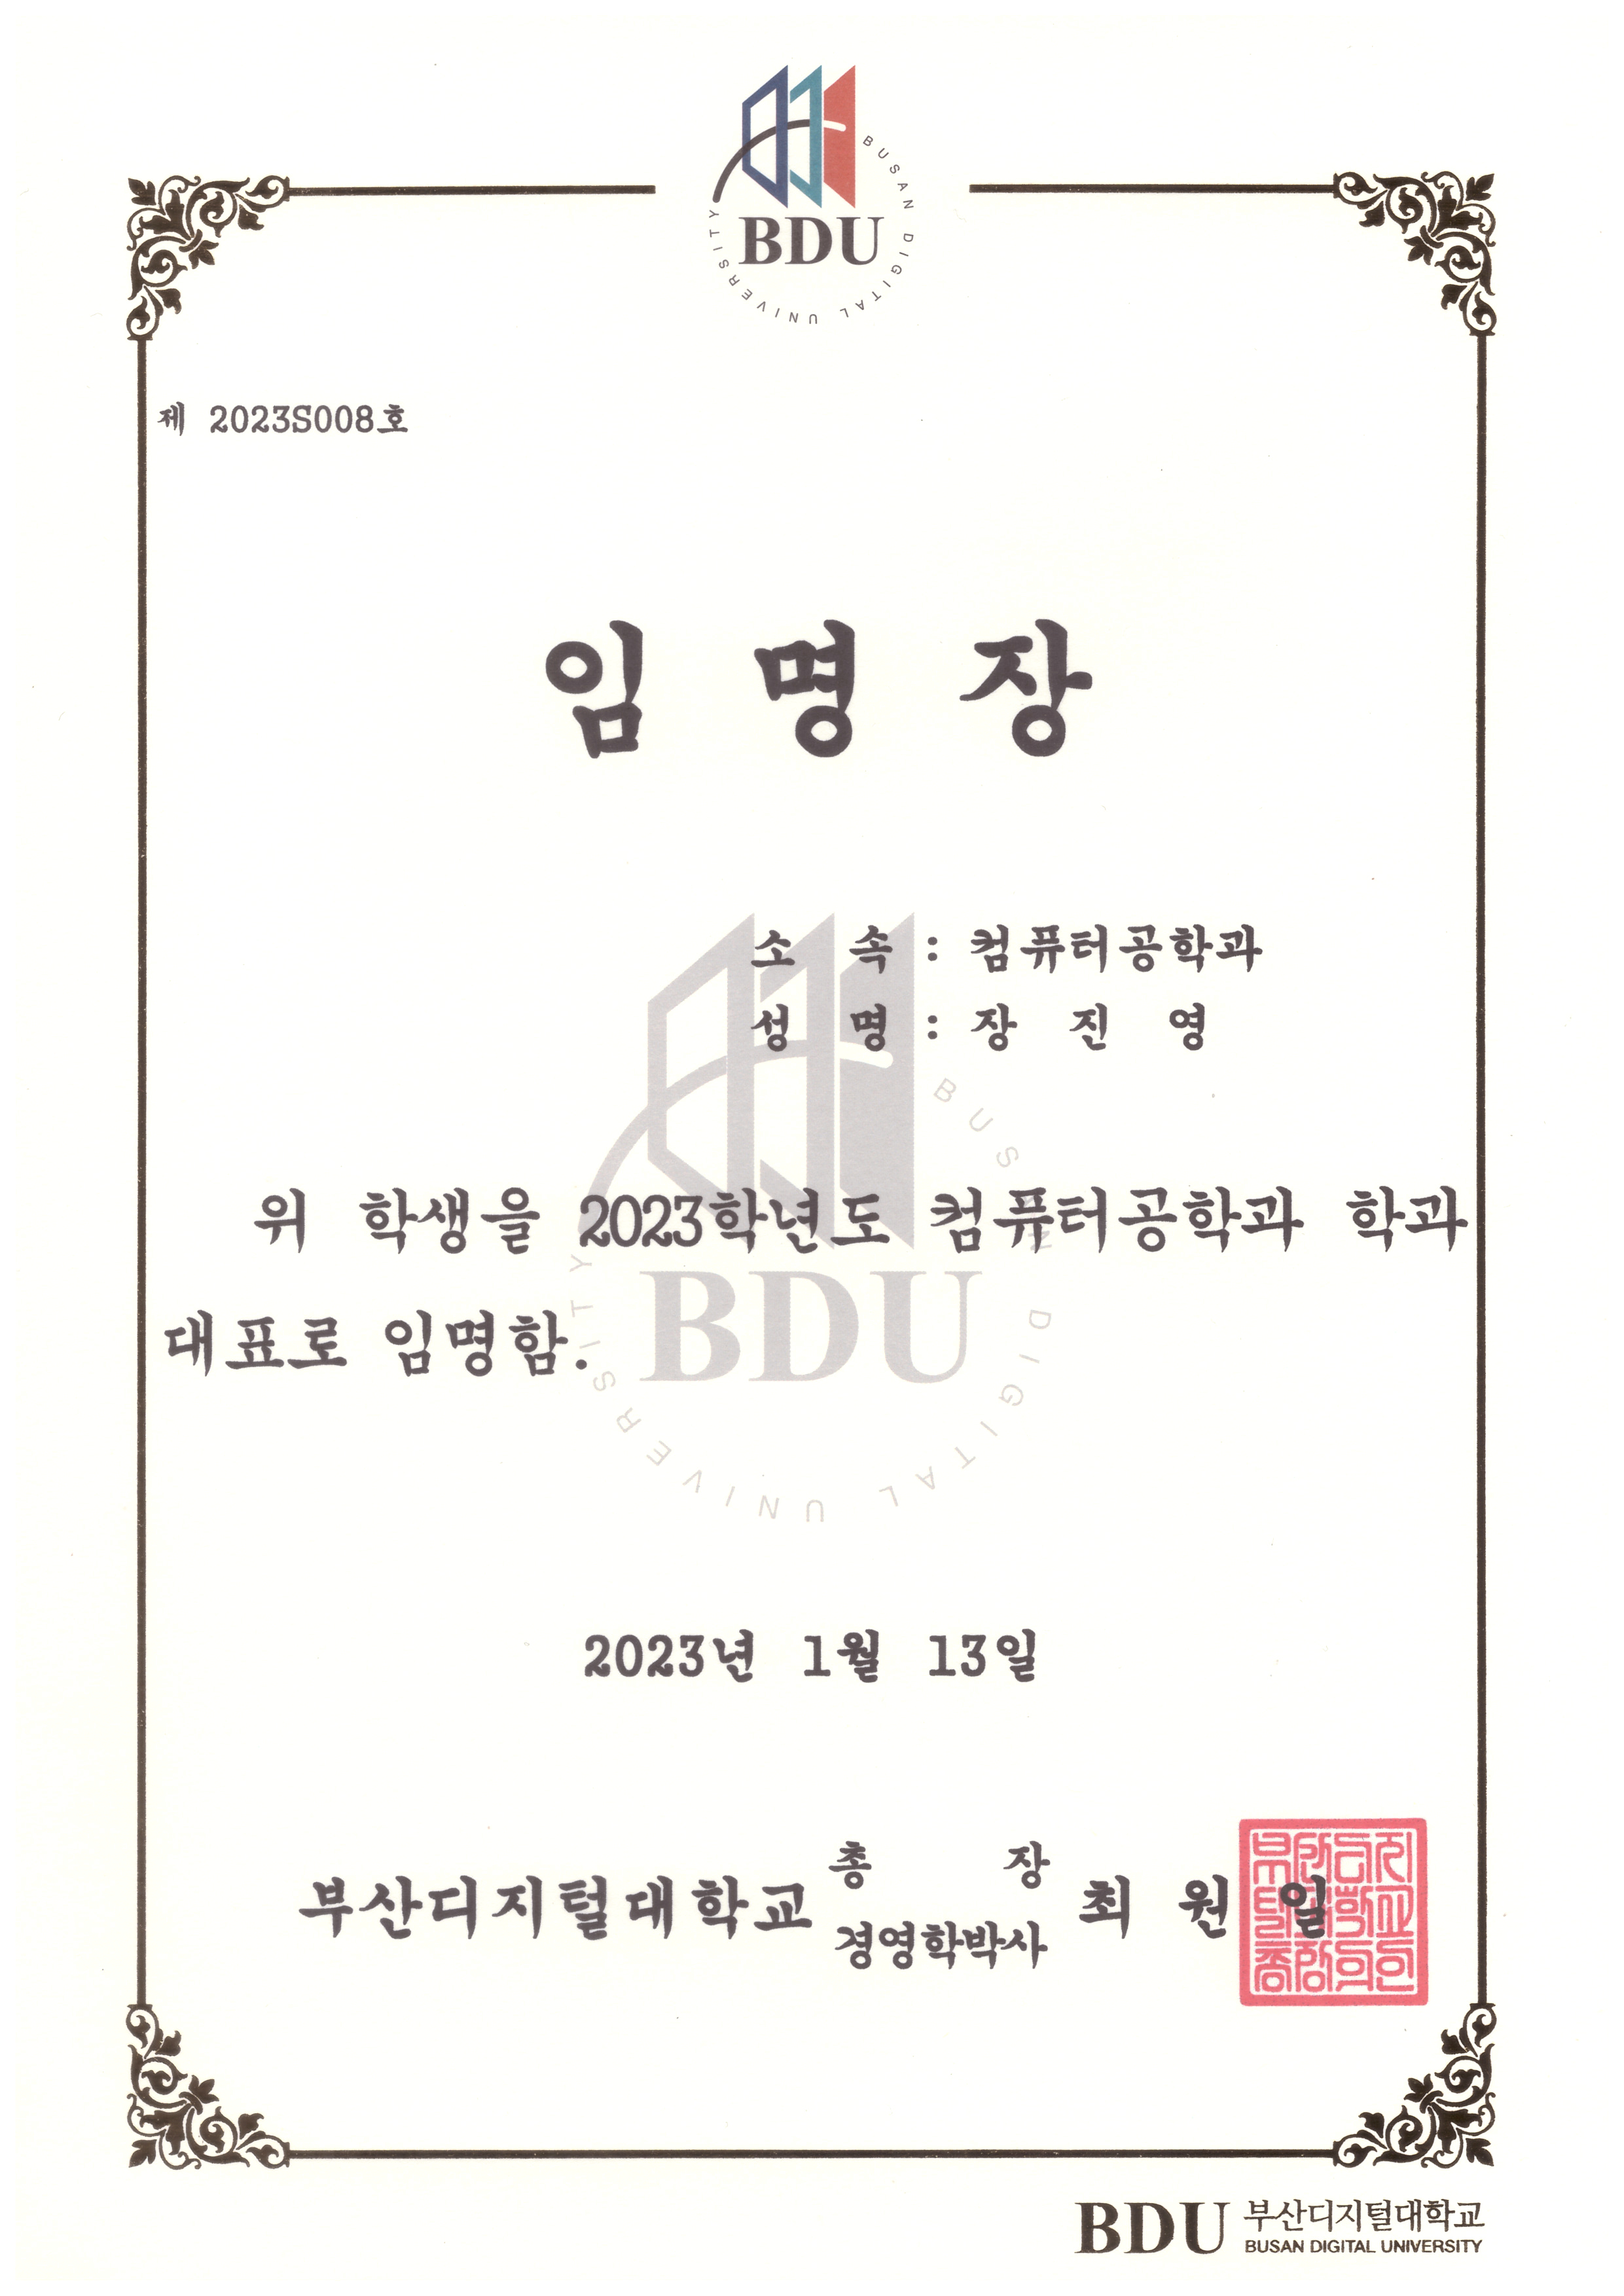 BDU
BUSAN DIGITAL UNIVERSITY
제 2023S008호
임 명 장
소 속 : 컴퓨터공학과
성 명 : 장 진 영
위 학생을 2023학년도 컴퓨터공학과 학과
대표로 임명함.
BDU
BUSAN DIGITAL UNIVERSITY
2023년 1월 13일
부산디지털대학교 총 장 경영학박사 최 원 일
BDU 부산디지털대학교
BUSAN DIGITAL UNIVERSITY